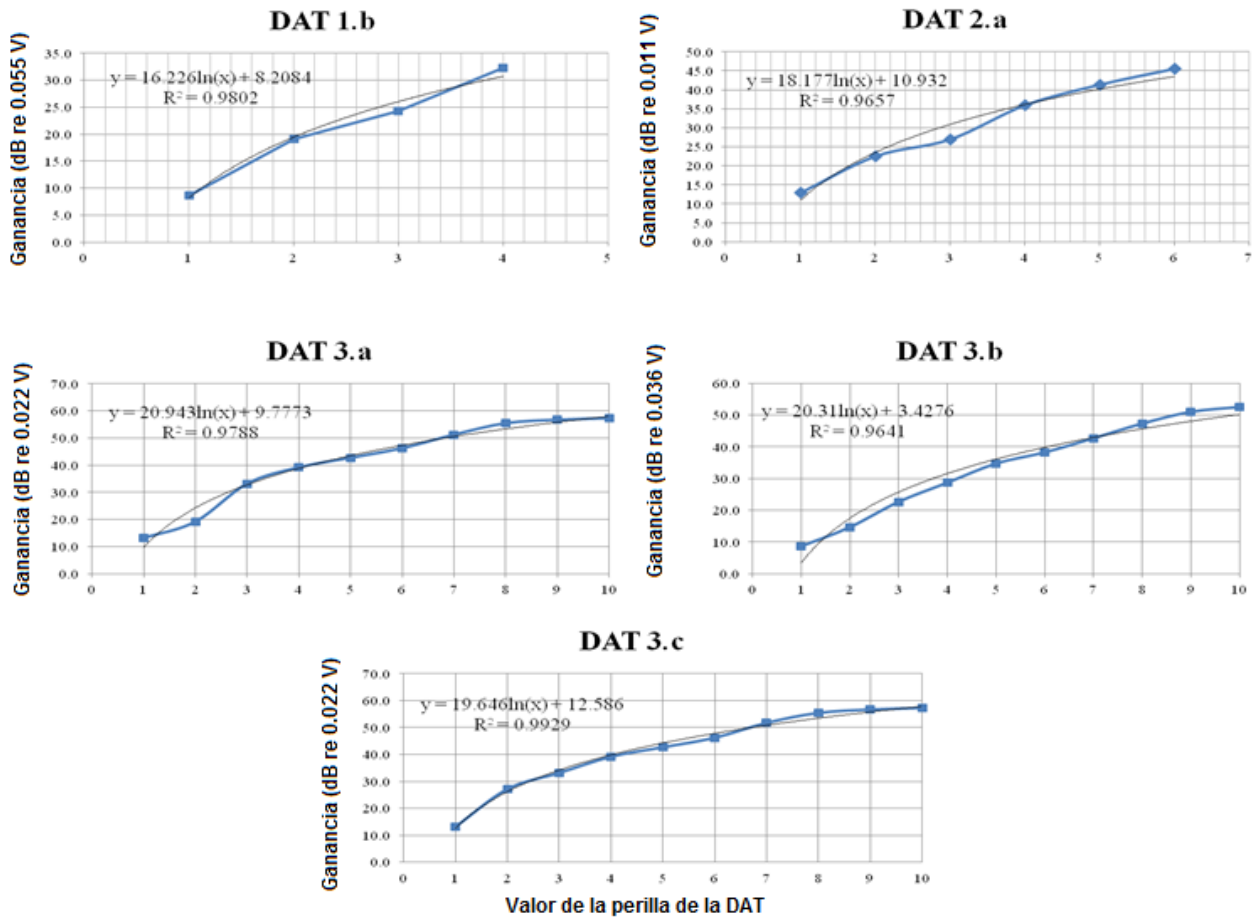 DAT 1.b
Ganancia (dB re 0.055 V)
35.0
30.0
25.0
20.0
15.0
10.0
5.0
0.0
y = 16.226ln(x) + 8.2084
R² = 0.9802
0 1 2 3 4 5
DAT 2.a
Ganancia (dB re 0.011 V)
50.0
45.0
40.0
35.0
30.0
25.0
20.0
15.0
10.0
5.0
0.0
y = 18.177ln(x) + 10.932
R² = 0.9657
0 1 2 3 4 5 6 7
DAT 3.a
Ganancia (dB re 0.022 V)
70.0
60.0
50.0
40.0
30.0
20.0
10.0
0.0
y = 20.943ln(x) + 9.7773
R² = 0.9788
0 1 2 3 4 5 6 7 8 9 10
DAT 3.b
Ganancia (dB re 0.036 V)
60.0
50.0
40.0
30.0
20.0
10.0
0.0
y = 20.31ln(x) + 3.4276
R² = 0.9641
0 1 2 3 4 5 6 7 8 9 10
DAT 3.c
Ganancia (dB re 0.022 V)
70.0
60.0
50.0
40.0
30.0
20.0
10.0
0.0
y = 19.646ln(x) + 12.586
R² = 0.9929
0 1 2 3 4 5 6 7 8 9 10
Valor de la perilla de la DAT